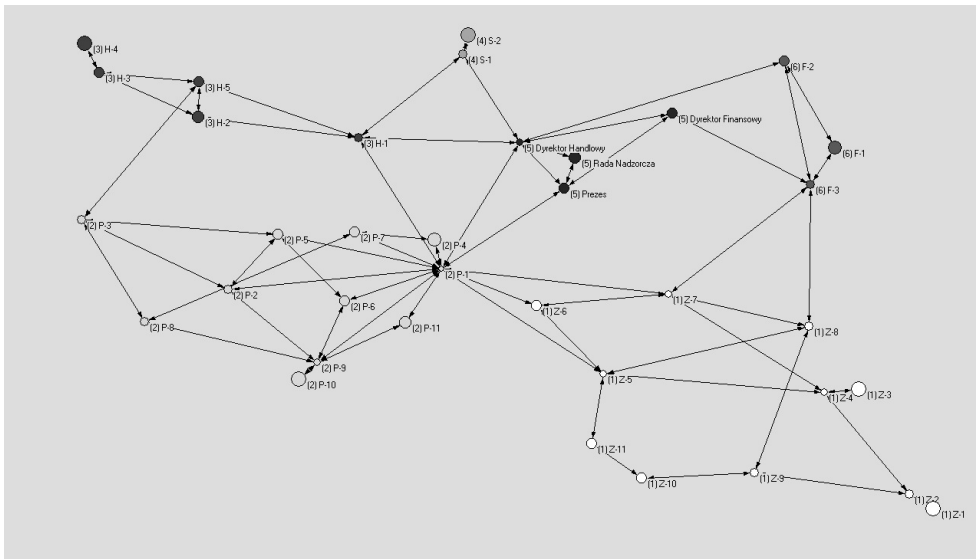 (3) H-4
(3) H-3
(3) H-5
(3) H-2
(4) S-2
(4) S-1
(3) H-1
(6) F-2
(5) Dyrektor Finansowy
(5) Dyrektor Handlowy
(5) Rada Nadzorcza
(5) Prezes
(6) F-1
(6) F-3
(2) P-3
(2) P-5
(2) P-7
(2) P-4
(2) P-1
(2) P-2
(2) P-6
(2) P-8
(2) P-11
(2) P-9
(2) P-10
(1) Z-7
(1) Z-6
(1) Z-8
(1) Z-5
(1) Z-4
(1) Z-3
(1) Z-11
(1) Z-10
(1) Z-9
(1) Z-2
(1) Z-1